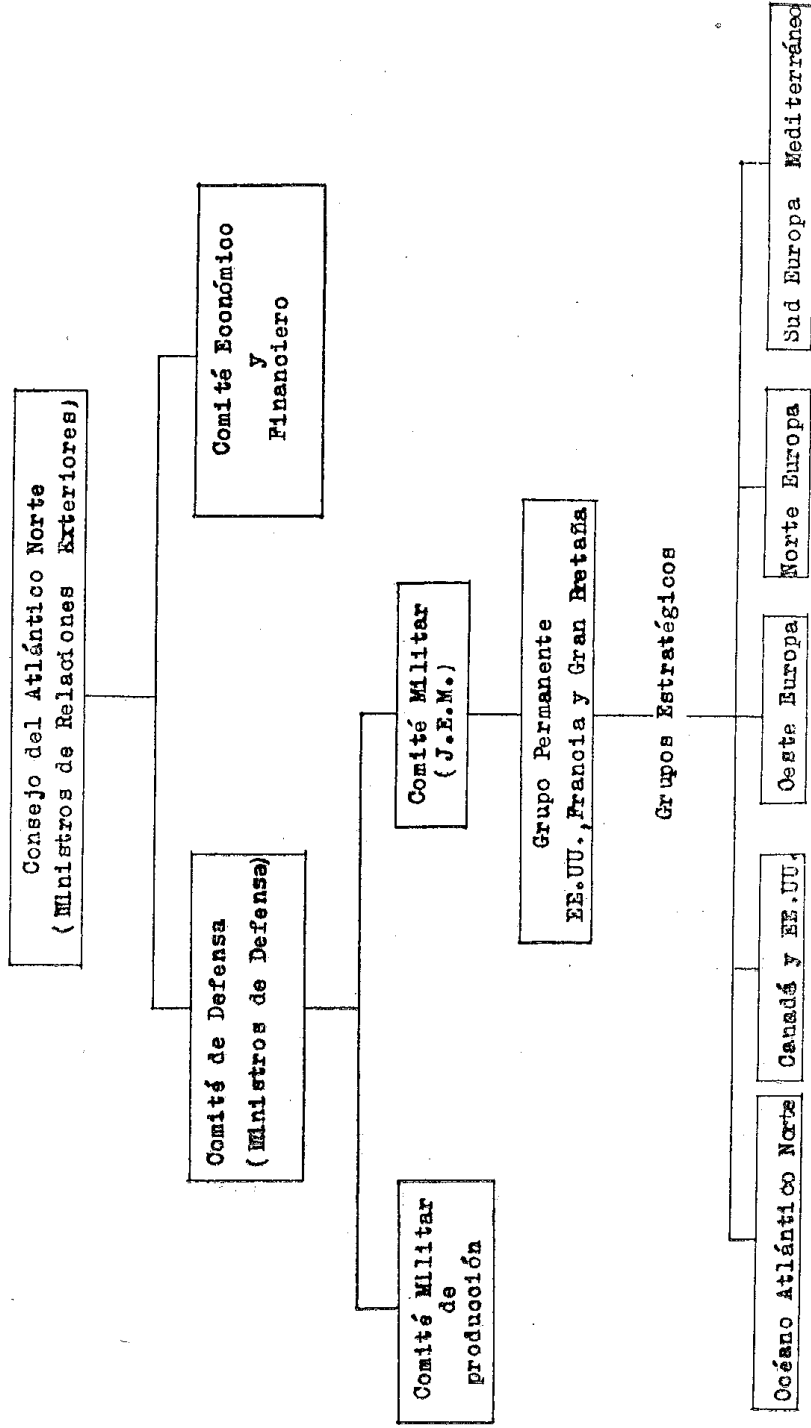 Consejo del Atlántico Norte
(Ministros de Relaciones Exteriores)
Comité de Defensa
(Ministros de Defensa)
Comité Económico
y
Financiero
Comité Militar
de
producción
Comité Militar
(J.E.M.)
Grupo Permanente
EE.UU.,Francia y Gran Bretaña
Grupos Estratégicos
Océano Atlántico Norte
Canadá y EE.UU.
Oeste Europa
Norte Europa
Sud Europa Mediterráneo